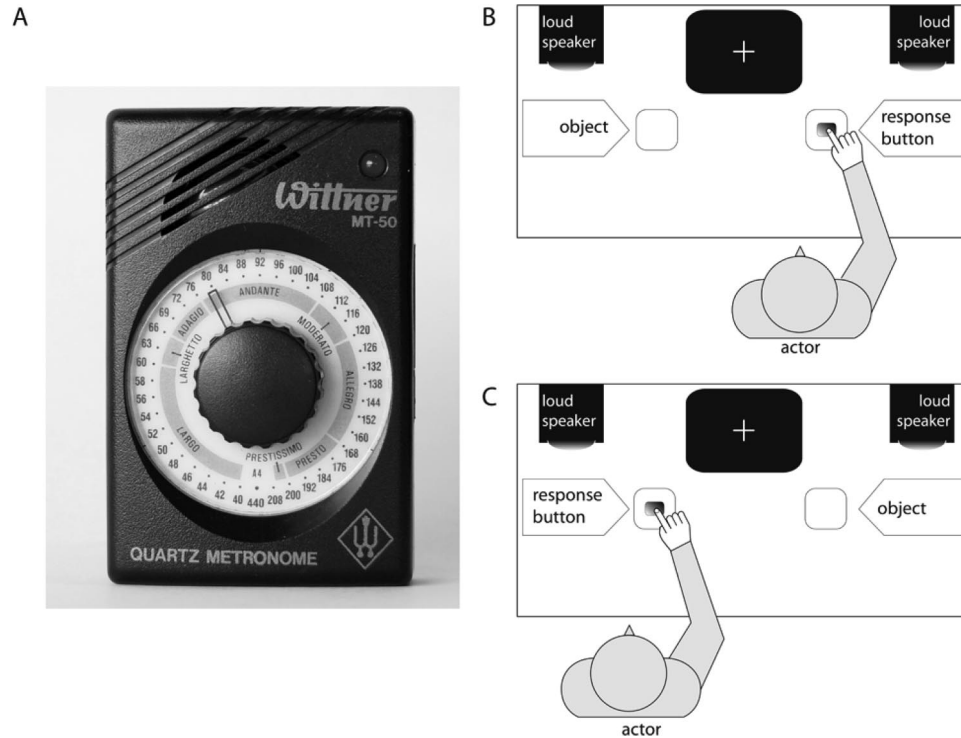 A
Wittner
MT-50
40 42 44 46 48 50 52 54 56 58 60 63 66 69 72 76 80 84 88 92 96 100 104 108 112 116 120 126 132 138 144 152 160 168 176 184 192 200 208 440
LARGO
LARGHETTO
ADAGIO
ANDANTE
MODERATO
ALLEGRO
PRESTO
PRESTISSIMO
A4
QUARTZ METRONOME
B
loud
speaker
loud
speaker
object
response
button
actor
C
loud
speaker
loud
speaker
response
button
object
actor